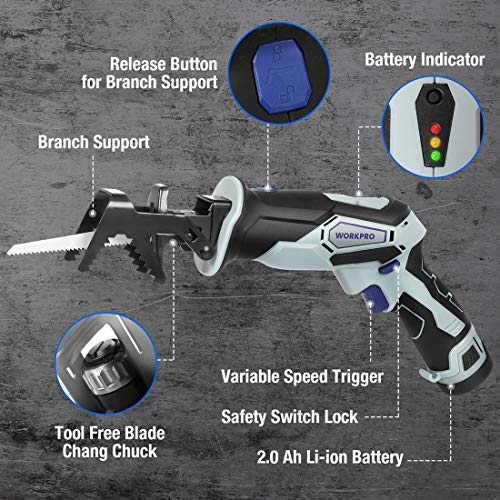 Release Button
for Branch Support
Battery Indicator
Branch Support
WORKPRO
Variable Speed Trigger
Safety Switch Lock
Tool Free Blade
Chang Chuck
2.0 Ah Li-ion Battery